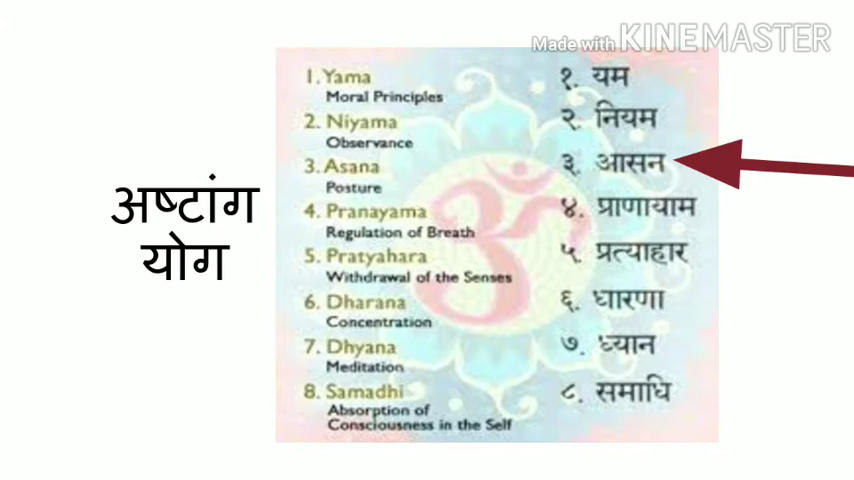 Made with KINEMASTER
अष्टांग
योग
1. Yama
Moral Principles
2. Niyama
Observance
3. Asana
Posture
4. Pranayama
Regulation of Breath
5. Pratyahara
Withdrawal of the Senses
6. Dharana
Concentration
7. Dhyana
Meditation
8. Samadhi
Absorption of
Consciousness in the Self
१. यम
२. नियम
३. आसन
४. प्राणायाम
५. प्रत्याहार
६. धारणा
७. ध्यान
८. समाधि
ॐ